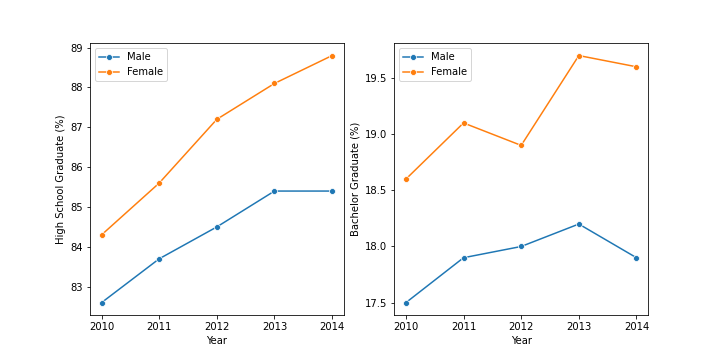 Male
Female
89
88
87
86
85
84
83
High School Graduate (%)
2010 2011 2012 2013 2014
Year
Male
Female
19.5
19.0
18.5
18.0
17.5
Bachelor Graduate (%)
2010 2011 2012 2013 2014
Year